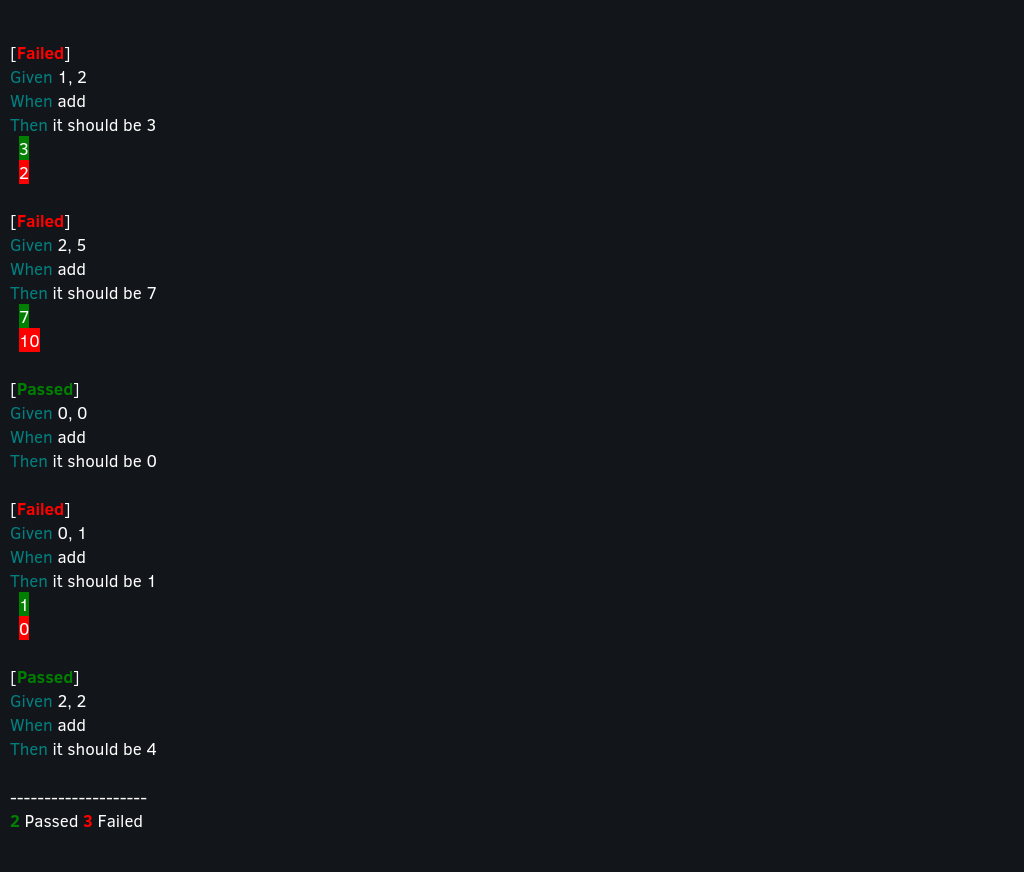 [Failed]
Given 1, 2
When add
Then it should be 3
3
2
[Failed]
Given 2, 5
When add
Then it should be 7
7
10
[Passed]
Given 0, 0
When add
Then it should be 0
[Failed]
Given 0, 1
When add
Then it should be 1
1
0
[Passed]
Given 2, 2
When add
Then it should be 4
--------------------
2 Passed 3 Failed